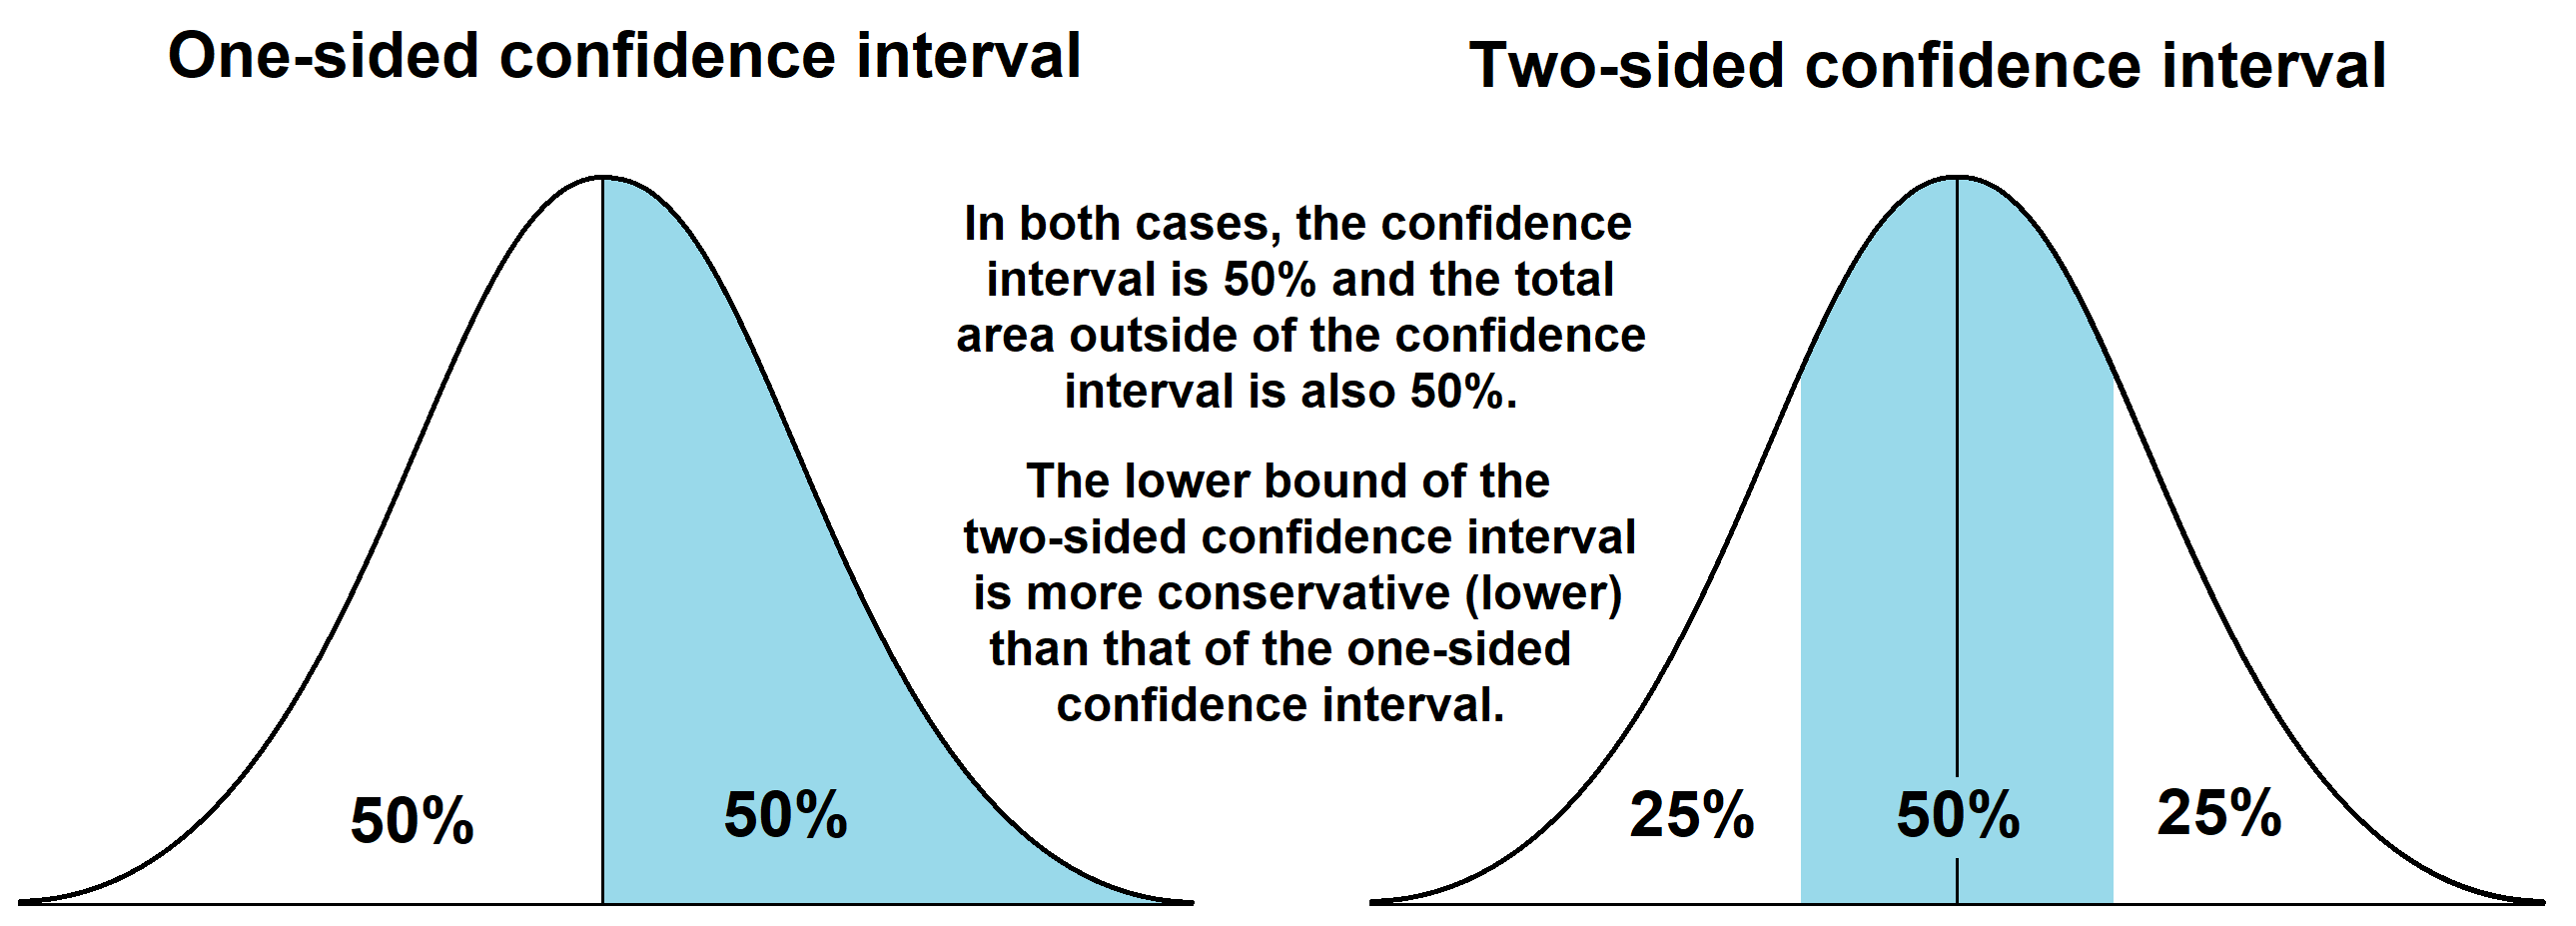 One-sided confidence interval
Two-sided confidence interval
In both cases, the confidence
interval is 50% and the total
area outside of the confidence
interval is also 50%.
The lower bound of the
two-sided confidence interval
is more conservative (lower)
than that of the one-sided
confidence interval.
50%
50%
25%
50%
25%